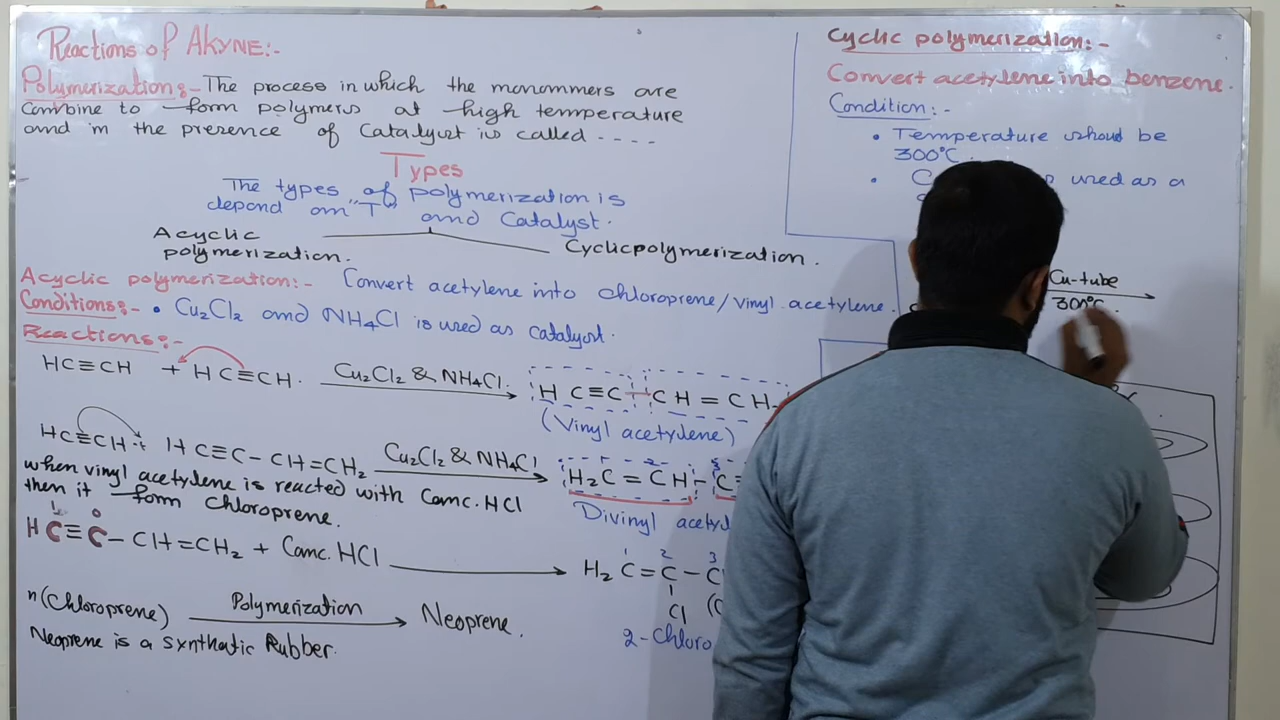 Reactions of AKYNE:-
Polymerization:- The process in which the monommers are
combine to form polymers at high temperature
and in the presence of Catalyst is called ----
Types
The types of polymerization is
depond on "T" and Catalyst.
Acyclic
polymerization.
Cyclicpolymerization.
Acyclic polymerization:- Convert acetylene into chloroprene/vinyl acetylene.
Conditions:- • Cu₂Cl₂ and NH₄Cl is used as catalyst.
Reactions:-
HC≡CH + HC≡CH. Cu₂Cl₂ & NH₄Cl. HC≡C-CH=CH
(Vinyl acetylene)
HC≡CH + HC≡C-CH=CH₂ Cu₂Cl₂ & NH₄Cl H₂C=CH-C
Divinyl
when vinyl acetylene is reacted with Comc.HCl
then it form Chloroprene.
HC≡C-CH=CH₂ + Comc.HCl H₂C=C-C
Cl
2-Chloro
n(Chloroprene) Polymerization Neoprene.
Neoprene is a synthatic Rubber.
Cyclic polymerization:-
Convert acetylene into benzene.
Condition:-
• Temperature should be
300°C.
• used as a
Cu-tube
300°C.